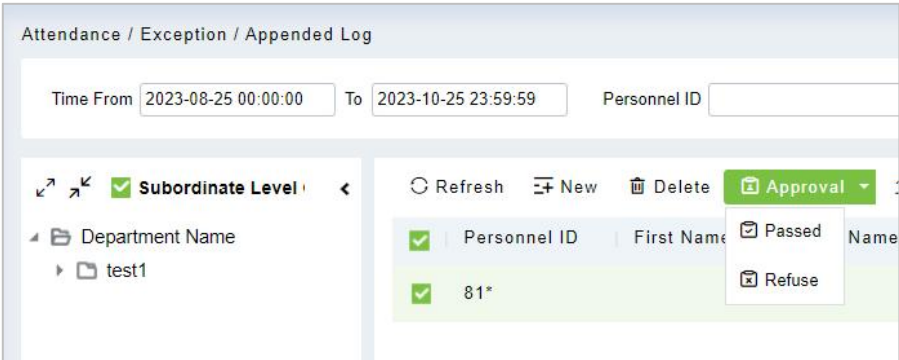 Attendance / Exception / Appended Log
Time From 2023-08-25 00:00:00 To 2023-10-25 23:59:59 Personnel ID
Subordinate Level
Refresh New Delete Approval
Department Name
test1
Personnel ID First Name Name
Passed
81*
Refuse